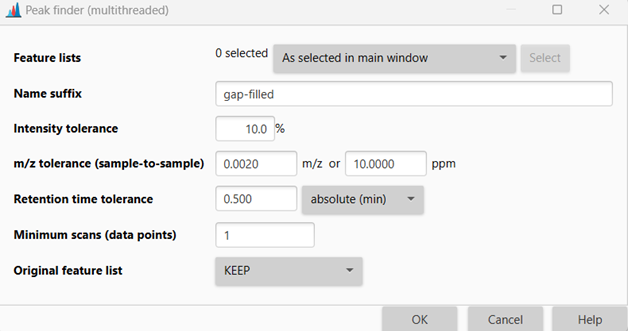 Peak finder (multithreaded)
Feature lists 0 selected As selected in main window Select
Name suffix gap-filled
Intensity tolerance 10.0 %
m/z tolerance (sample-to-sample) 0.0020 m/z or 10.0000 ppm
Retention time tolerance 0.500 absolute (min)
Minimum scans (data points) 1
Original feature list KEEP
OK Cancel Help